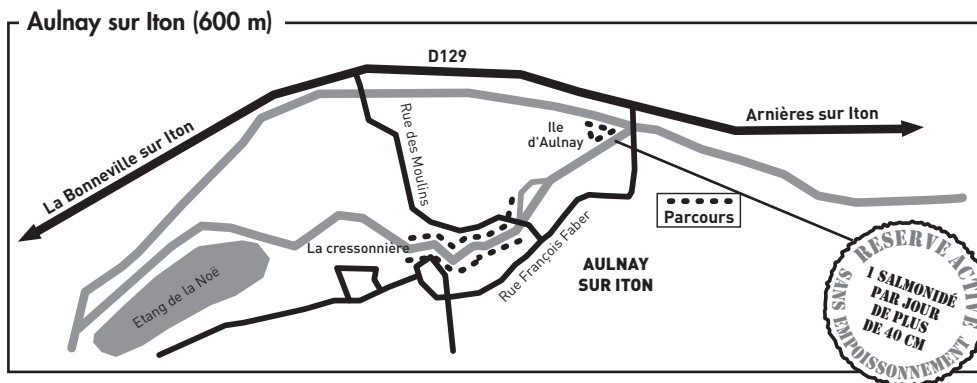 Aulnay sur Iton (600 m)
D129
La Bonneville sur Iton
Rue des Moulins
Ile
d'Aulnay
Arnières sur Iton
Parcours
La cressonnière
Rue François Faber
AULNAY
SUR ITON
Etang de la Noë
RESERVE ACTIVE
SANS EMPOISSONNEMENT
1 SALMONIDÉ
PAR JOUR
DE PLUS
DE 40 CM